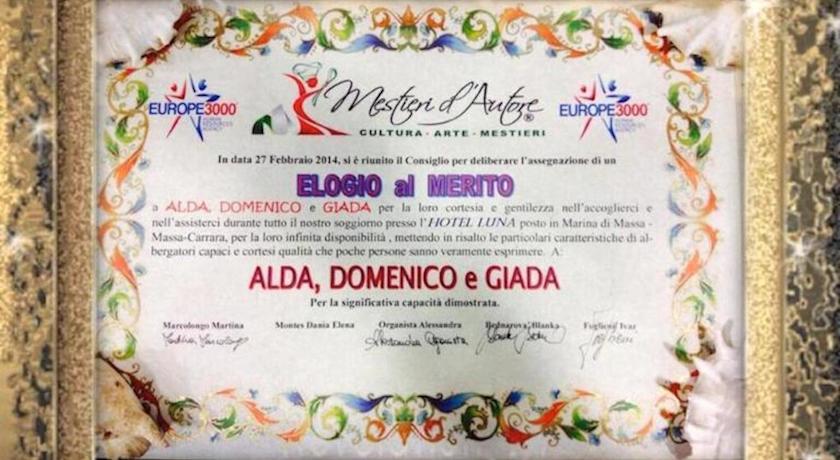 EUROPE3000
Mestieri d'Autore®
EUROPE3000
CULTURA · ARTE · MESTIERI
In data 27 Febbraio 2014, si è riunito il Consiglio per deliberare l'assegnazione di un
ELOGIO al MERITO
a ALDA, DOMENICO e GIADA per la loro cortesia e gentilezza nell'accoglierci e
nell'assisterci durante tutto il nostro soggiorno presso l'HOTEL LUNA posto in Marina di Massa -
Massa-Carrara, per la loro infinita disponibilità , mettendo in risalto le particolari caratteristiche di al-
bergatori capaci e cortesi qualità che poche persone sanno veramente esprimere. A:
ALDA, DOMENICO e GIADA
Per la significativa capacità dimostrata.
Marcolongo Martina Montes Dania Elena Organista Alessandra Bednarova Blanka Foglieni Ivar